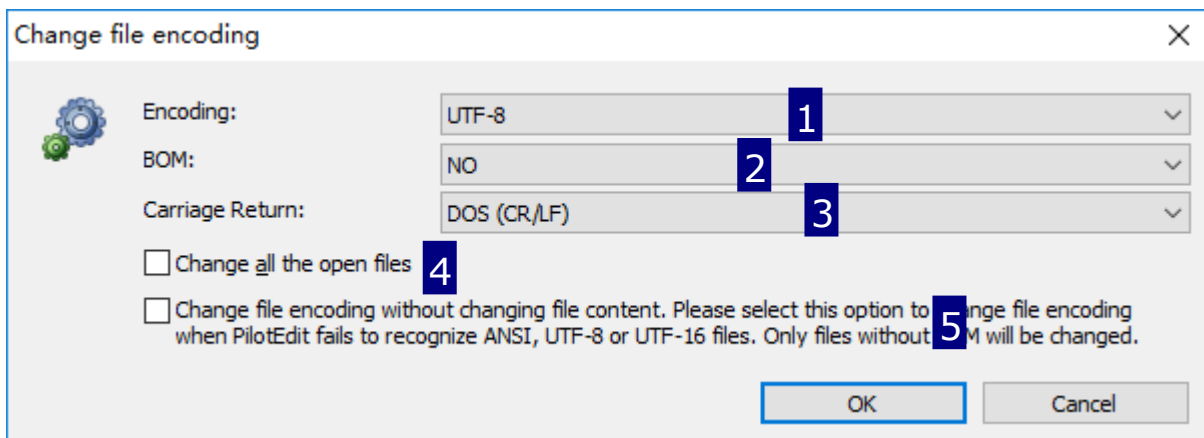 Change file encoding
Encoding: UTF-8 1
BOM: NO 2
Carriage Return: DOS (CR/LF) 3
Change all the open files 4
Change file encoding without changing file content. Please select this option to 5 nge file encoding
when PilotEdit fails to recognize ANSI, UTF-8 or UTF-16 files. Only files without M will be changed.
OK Cancel